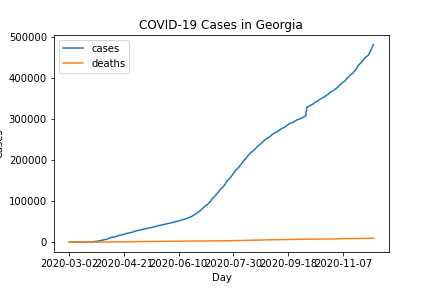 COVID-19 Cases in Georgia
cases
deaths
500000
400000
300000
200000
100000
0
Cases
2020-03-02 2020-04-21 2020-06-10 2020-07-30 2020-09-18 2020-11-07
Day